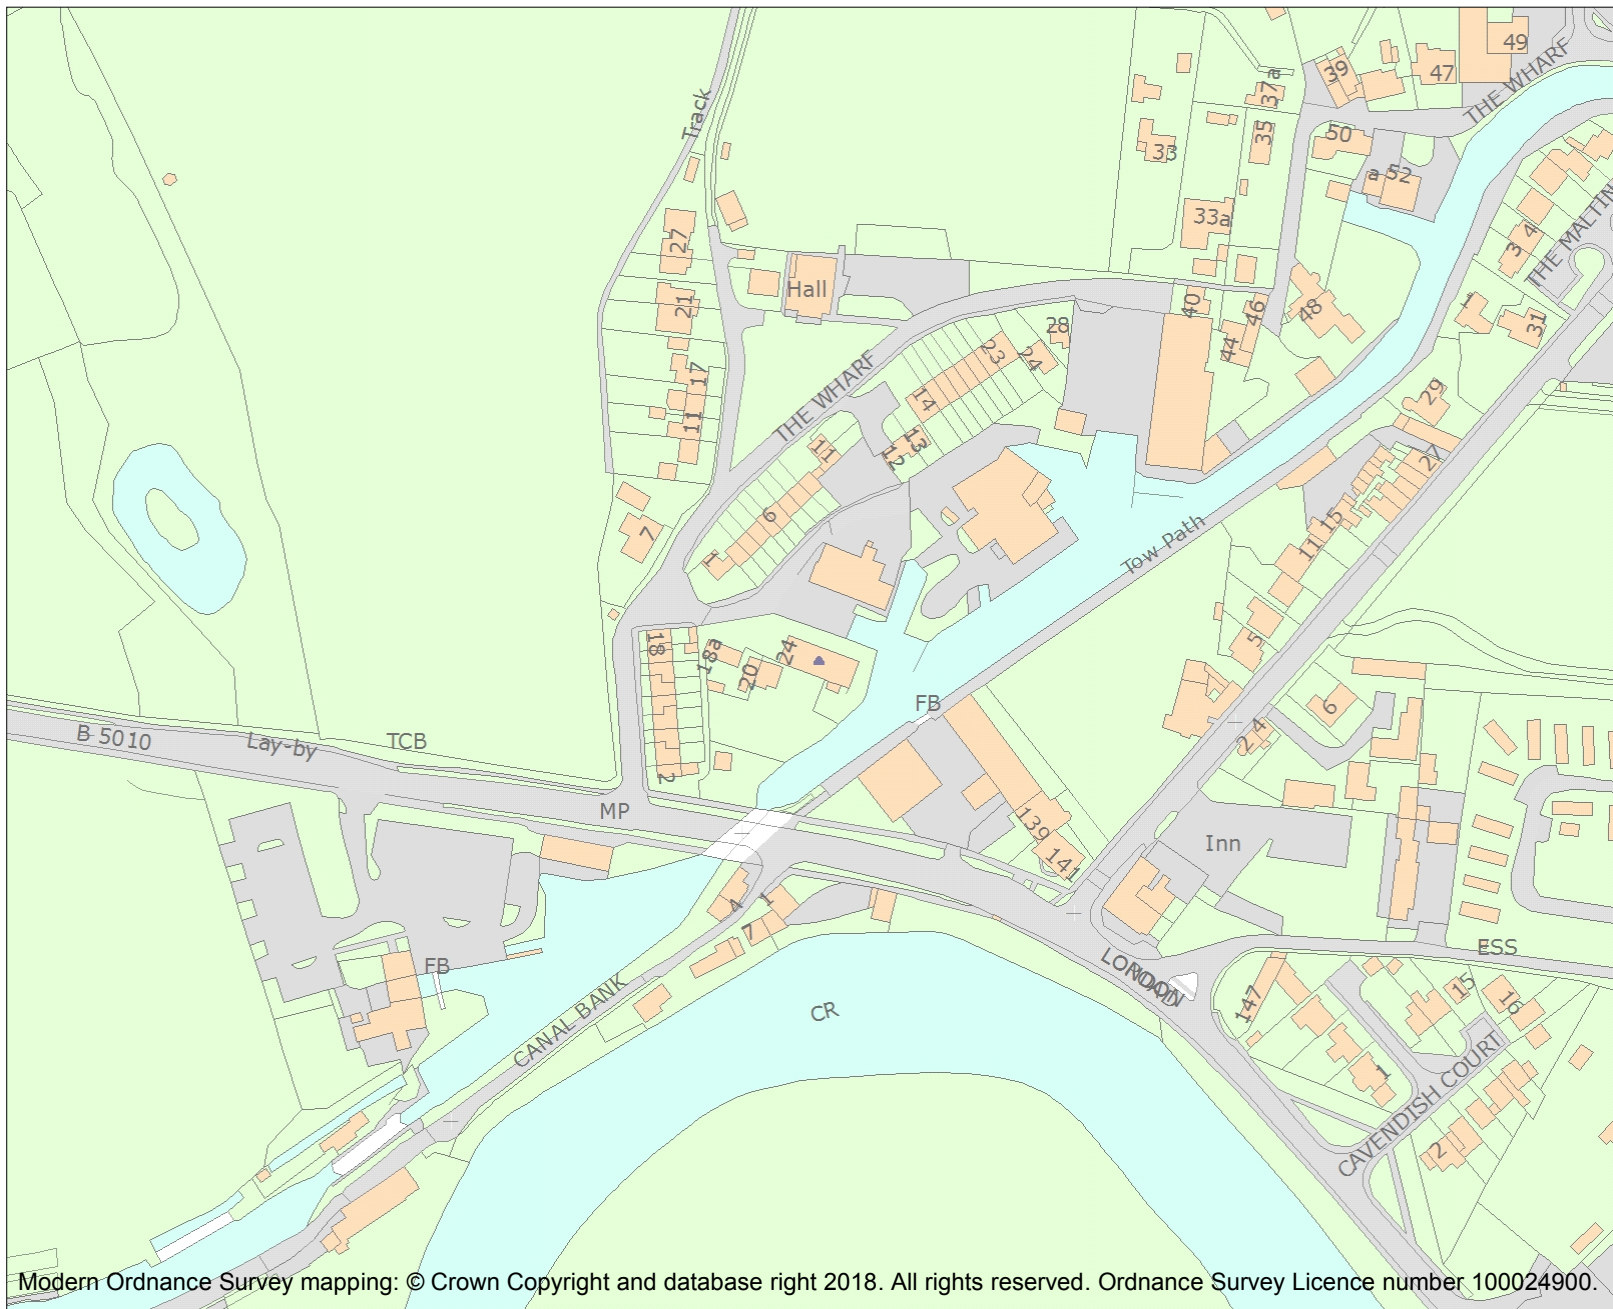 49
THE WHARF
39
47
37a
Track
35
50
33
a 52
33a
THE MALTIN
27
3 4
Hall
21
40
46
48
1
31
28
44
23
24
17
THE WHARF
14
29
11
13
12
11
27
6
15
7
Tow Path
11
1
18
18a
24
20
5
FB
6
B 5010
Lay-by
TCB
2 4
2
MP
139
141
Inn
4
1
7
FB
ESS
LONDON
ROAD
CANAL BANK
CR
147
15
16
1
CAVENDISH COURT
2
Modern Ordnance Survey mapping: © Crown Copyright and database right 2018. All rights reserved. Ordnance Survey Licence number 100024900.